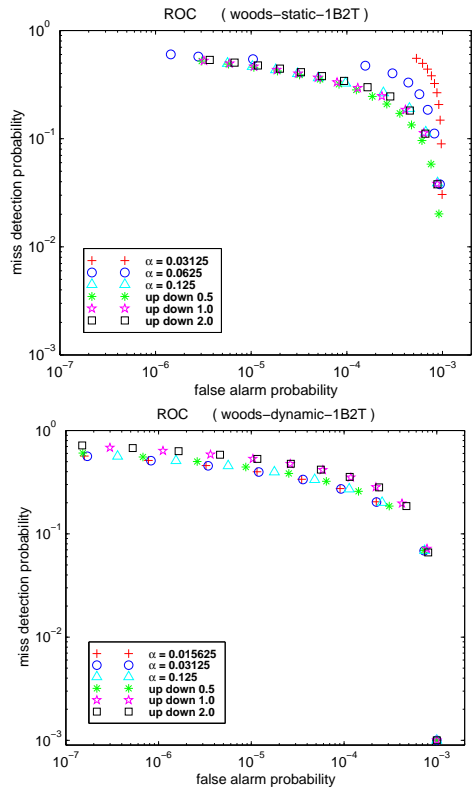 ROC ( woods−static−1B2T )
10^0
10^−1
10^−2
10^−3
miss detection probability
α = 0.03125
α = 0.0625
α = 0.125
up down 0.5
up down 1.0
up down 2.0
10^−7 10^−6 10^−5 10^−4 10^−3 10^−2
false alarm probability
ROC ( woods−dynamic−1B2T )
10^0
10^−1
10^−2
10^−3
miss detection probability
α = 0.015625
α = 0.03125
α = 0.125
up down 0.5
up down 1.0
up down 2.0
10^−7 10^−6 10^−5 10^−4 10^−3 10^−2
false alarm probability